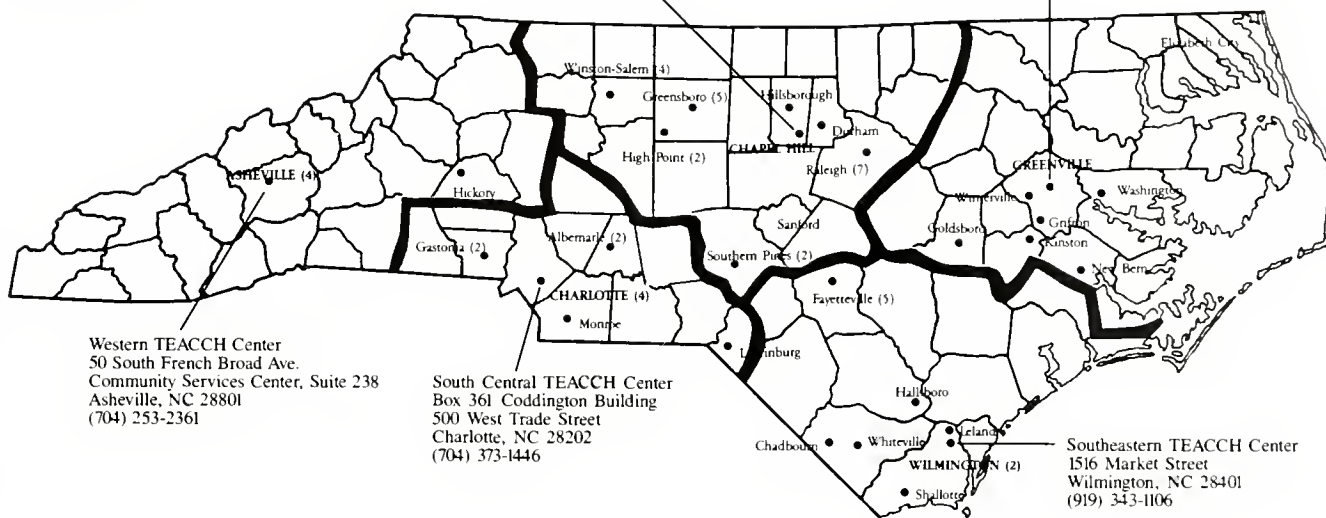 Elizabeth City
Winston-Salem (4)
Greensboro (5)
Hillsborough
Durham
CHAPEL HILL
High Point (2)
Raleigh (7)
GREENVILLE
Washington
Winterville
ASHEVILLE (4)
Hickory
Sanford
Goldsboro
Grifton
Kinston
Albemarle (2)
Gastonia (2)
Southern Pines (2)
New Bern
CHARLOTTE (4)
Fayetteville (5)
Monroe
Laurinburg
Western TEACCH Center
50 South French Broad Ave.
Community Services Center, Suite 238
Asheville, NC 28801
(704) 253-2361
South Central TEACCH Center
Box 361 Coddington Building
500 West Trade Street
Charlotte, NC 28202
(704) 373-1446
Hallsboro
Leland
Chadbourn
Whiteville
WILMINGTON (2)
Shallotte
Southeastern TEACCH Center
1516 Market Street
Wilmington, NC 28401
(919) 343-1106